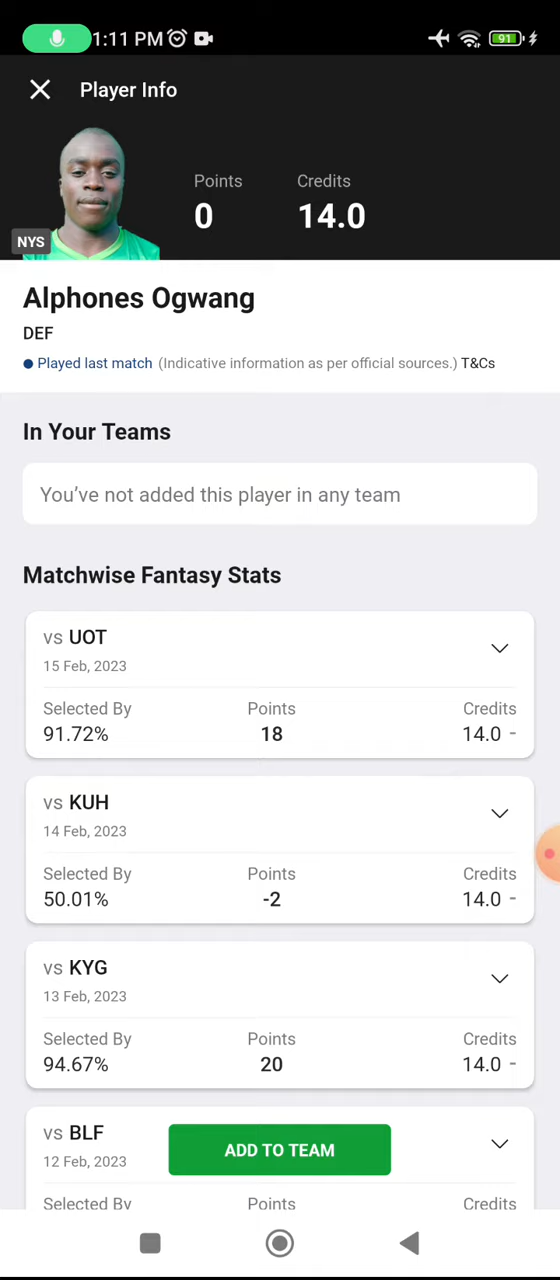 1:11 PM
91
Player Info
Points
Credits
0
14.0
NYS
Alphones Ogwang
DEF
Played last match (Indicative information as per official sources.) T&Cs
In Your Teams
You've not added this player in any team
Matchwise Fantasy Stats
vs UOT
15 Feb, 2023
Selected By Points Credits
91.72% 18 14.0 -
vs KUH
14 Feb, 2023
Selected By Points Credits
50.01% -2 14.0 -
vs KYG
13 Feb, 2023
Selected By Points Credits
94.67% 20 14.0 -
vs BLF
12 Feb, 2023
ADD TO TEAM
Selected By Points Credits